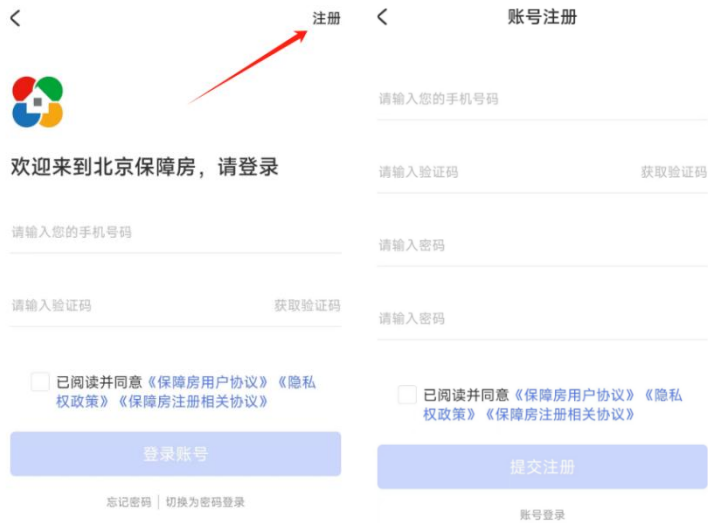 注册
欢迎来到北京保障房，请登录
请输入您的手机号码
请输入验证码 获取验证码
已阅读并同意《保障房用户协议》《隐私
权政策》《保障房注册相关协议》
登录账号
忘记密码 | 切换为密码登录
账号注册
请输入您的手机号码
请输入验证码 获取验证码
请输入密码
请输入密码
已阅读并同意《保障房用户协议》《隐私
权政策》《保障房注册相关协议》
提交注册
账号登录